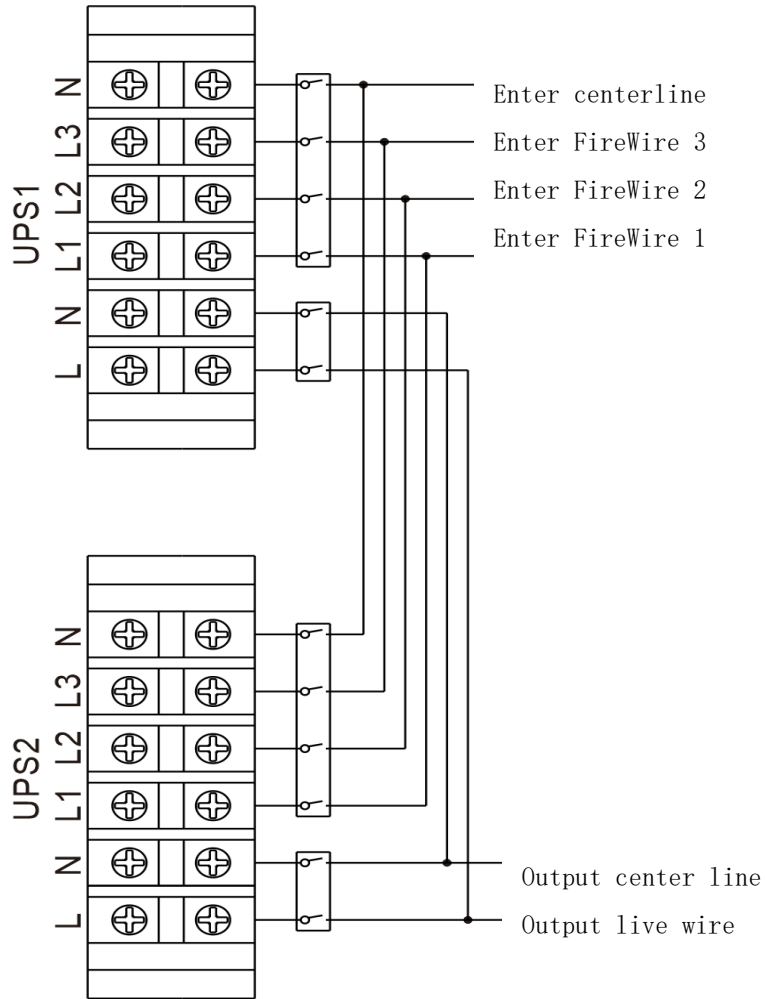 UPS1
N
Enter centerline
L3
Enter FireWire 3
L2
Enter FireWire 2
L1
Enter FireWire 1
N
L
UPS2
N
L3
L2
L1
N
Output center line
L
Output live wire